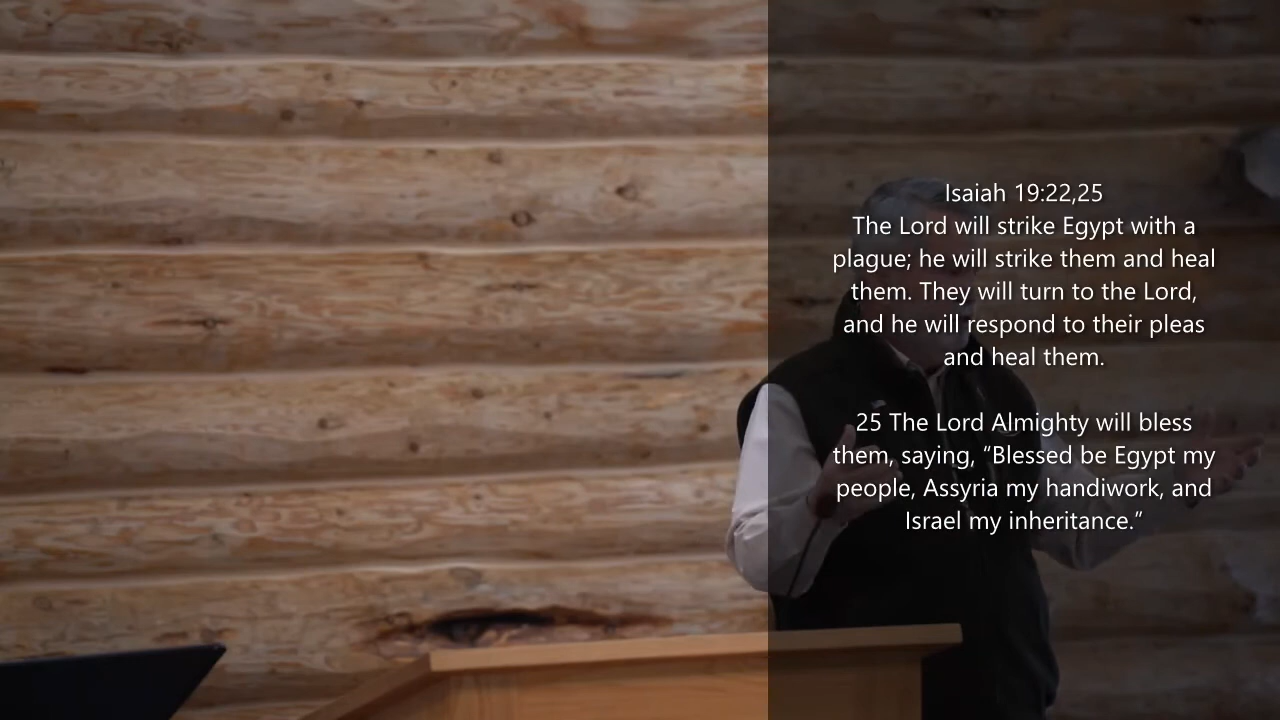 Isaiah 19:22,25
The Lord will strike Egypt with a
plague; he will strike them and heal
them. They will turn to the Lord,
and he will respond to their pleas
and heal them.
25 The Lord Almighty will bless
them, saying, “Blessed be Egypt my
people, Assyria my handiwork, and
Israel my inheritance.”